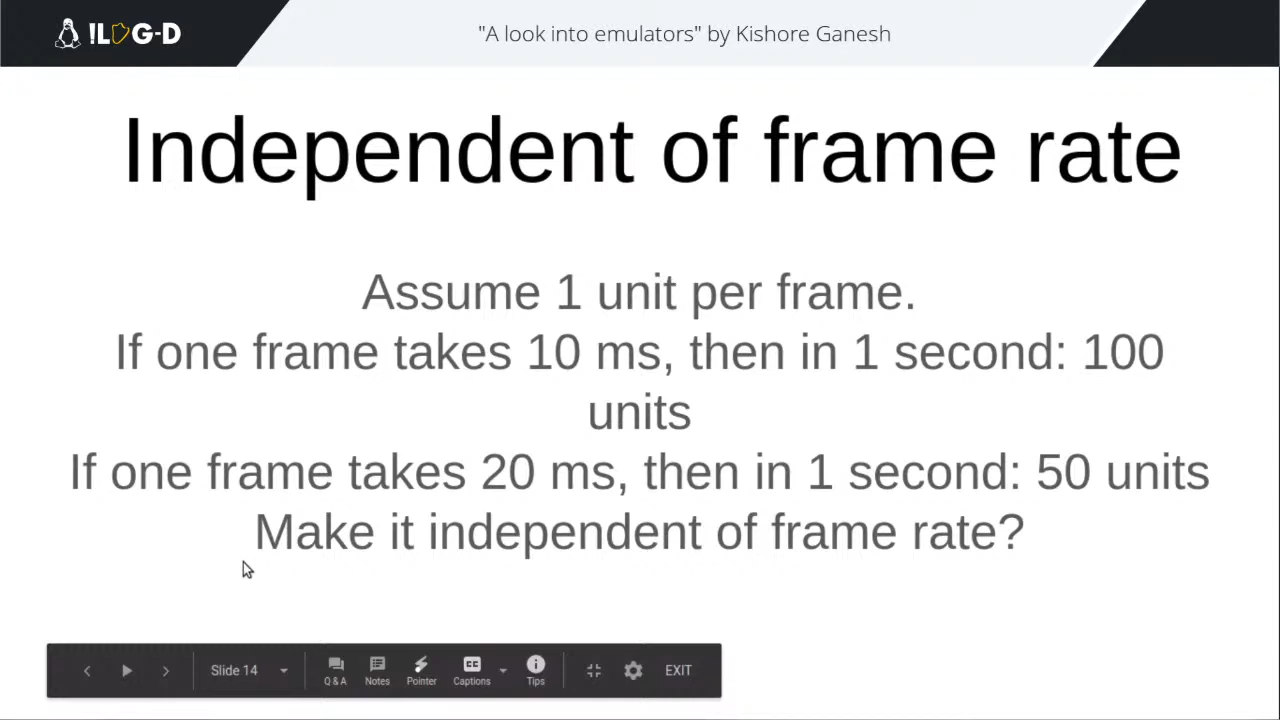 !LUG-D
"A look into emulators" by Kishore Ganesh
Independent of frame rate
Assume 1 unit per frame.
If one frame takes 10 ms, then in 1 second: 100
units
If one frame takes 20 ms, then in 1 second: 50 units
Make it independent of frame rate?
Slide 14
Q & A
Notes
Pointer
CC
Captions
Tips
EXIT